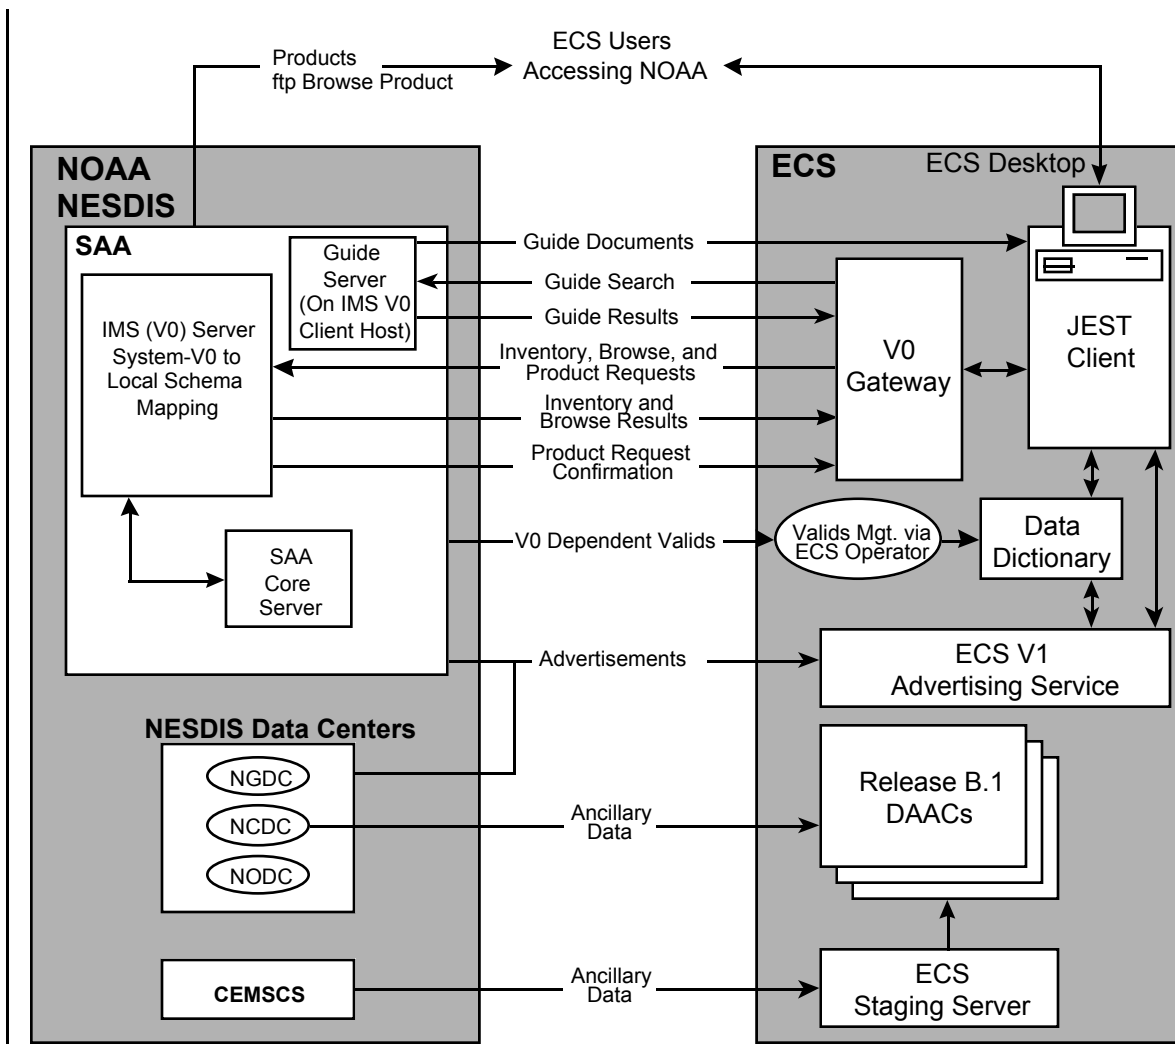 ECS Users
Accessing NOAA
Products
ftp Browse Product
NOAA
NESDIS
SAA
Guide
Server
(On IMS V0
Client Host)
IMS (V0) Server
System-V0 to
Local Schema
Mapping
SAA
Core
Server
NESDIS Data Centers
NGDC
NCDC
NODC
CEMSCS
Guide Documents
Guide Search
Guide Results
Inventory, Browse, and
Product Requests
Inventory and
Browse Results
Product Request
Confirmation
V0 Dependent Valids
Advertisements
Ancillary
Data
Ancillary
Data
ECS
ECS Desktop
JEST
Client
V0
Gateway
Valids Mgt. via
ECS Operator
Data
Dictionary
ECS V1
Advertising Service
Release B.1
DAACs
ECS
Staging Server